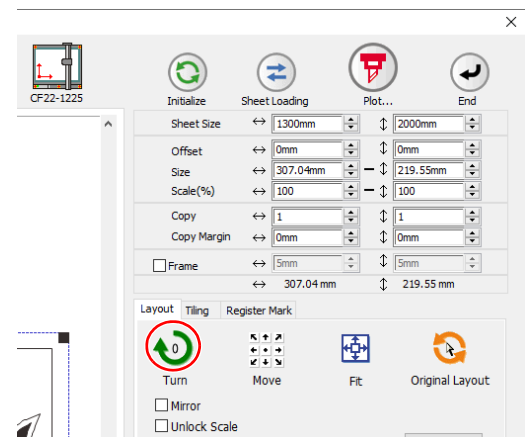 CF22-1225
Initialize Sheet Loading Plot... End
Sheet Size 1300mm 2000mm
Offset 0mm 0mm
Size 307.04mm 219.55mm
Scale(%) 100 100
Copy 1 1
Copy Margin 0mm 0mm
Frame 5mm 5mm
307.04 mm 219.55 mm
Layout Tiling Register Mark
0
Turn Move Fit Original Layout
Mirror
Unlock Scale